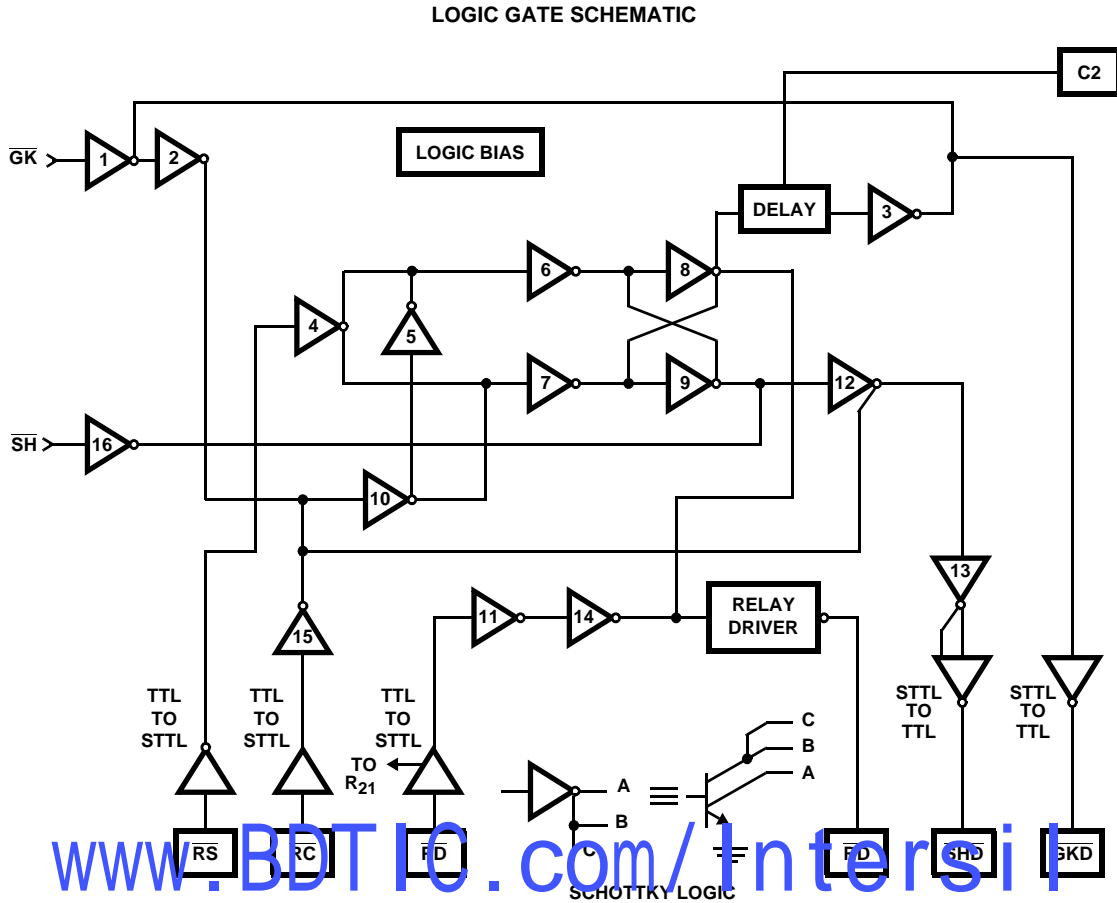 LOGIC GATE SCHEMATIC
C2
GK
1
2
LOGIC BIAS
DELAY
3
6
8
4
5
7
9
12
SH
16
10
13
11
14
RELAY
DRIVER
15
TTL
TO
STTL
TTL
TO
STTL
TTL
TO
STTL
TO
R21
STTL
TO
TTL
STTL
TO
TTL
A
B
C
C
B
A
RS
RC
PD
RD
SHD
GKD
SCHOTTKY LOGIC
www.BDTIC.com/Intersil